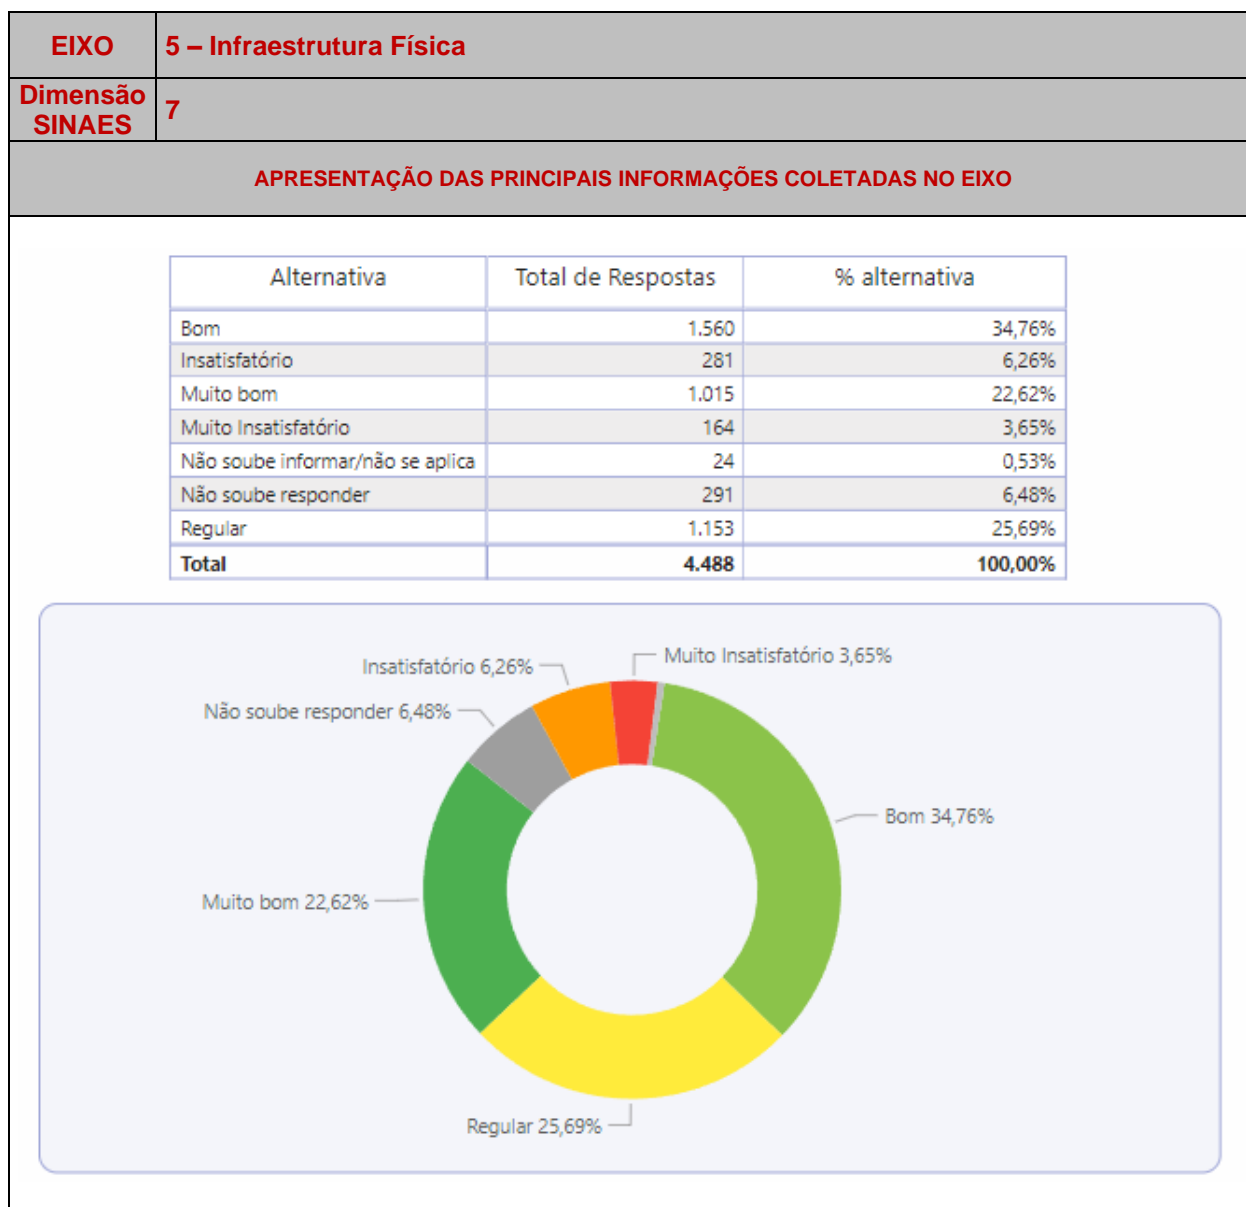 EIXO 5 – Infraestrutura Física
Dimensão SINAES 7
APRESENTAÇÃO DAS PRINCIPAIS INFORMAÇÕES COLETADAS NO EIXO
Alternativa Total de Respostas % alternativa
Bom 1.560 34,76%
Insatisfatório 281 6,26%
Muito bom 1.015 22,62%
Muito Insatisfatório 164 3,65%
Não soube informar/não se aplica 24 0,53%
Não soube responder 291 6,48%
Regular 1.153 25,69%
Total 4.488 100,00%
Muito Insatisfatório 3,65%
Insatisfatório 6,26%
Não soube responder 6,48%
Bom 34,76%
Muito bom 22,62%
Regular 25,69%